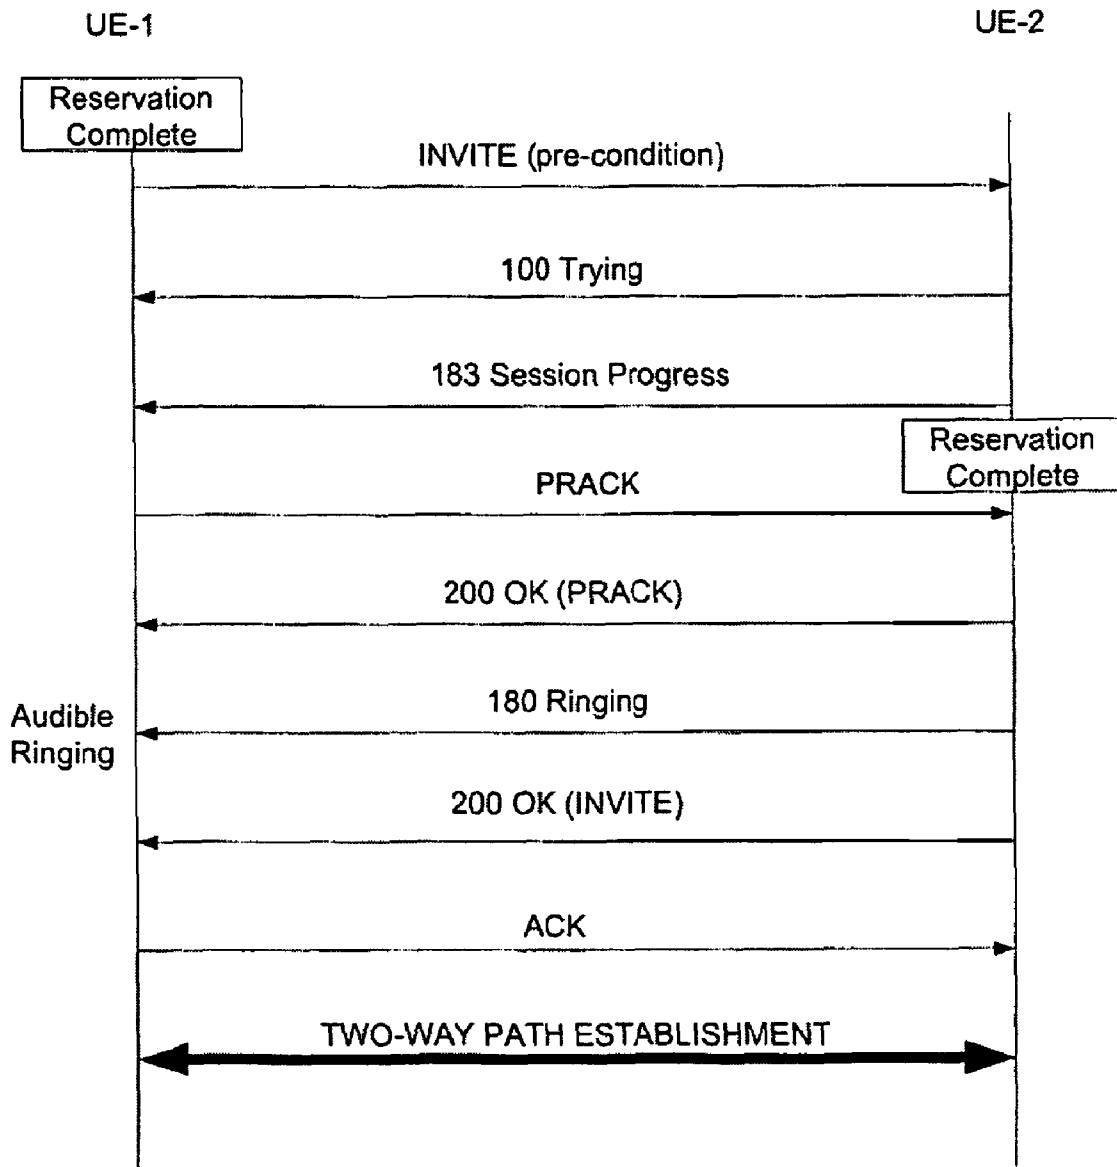 UE-1
UE-2
Reservation
Complete
INVITE (pre-condition)
100 Trying
183 Session Progress
Reservation
Complete
PRACK
200 OK (PRACK)
180 Ringing
Audible
Ringing
200 OK (INVITE)
ACK
TWO-WAY PATH ESTABLISHMENT